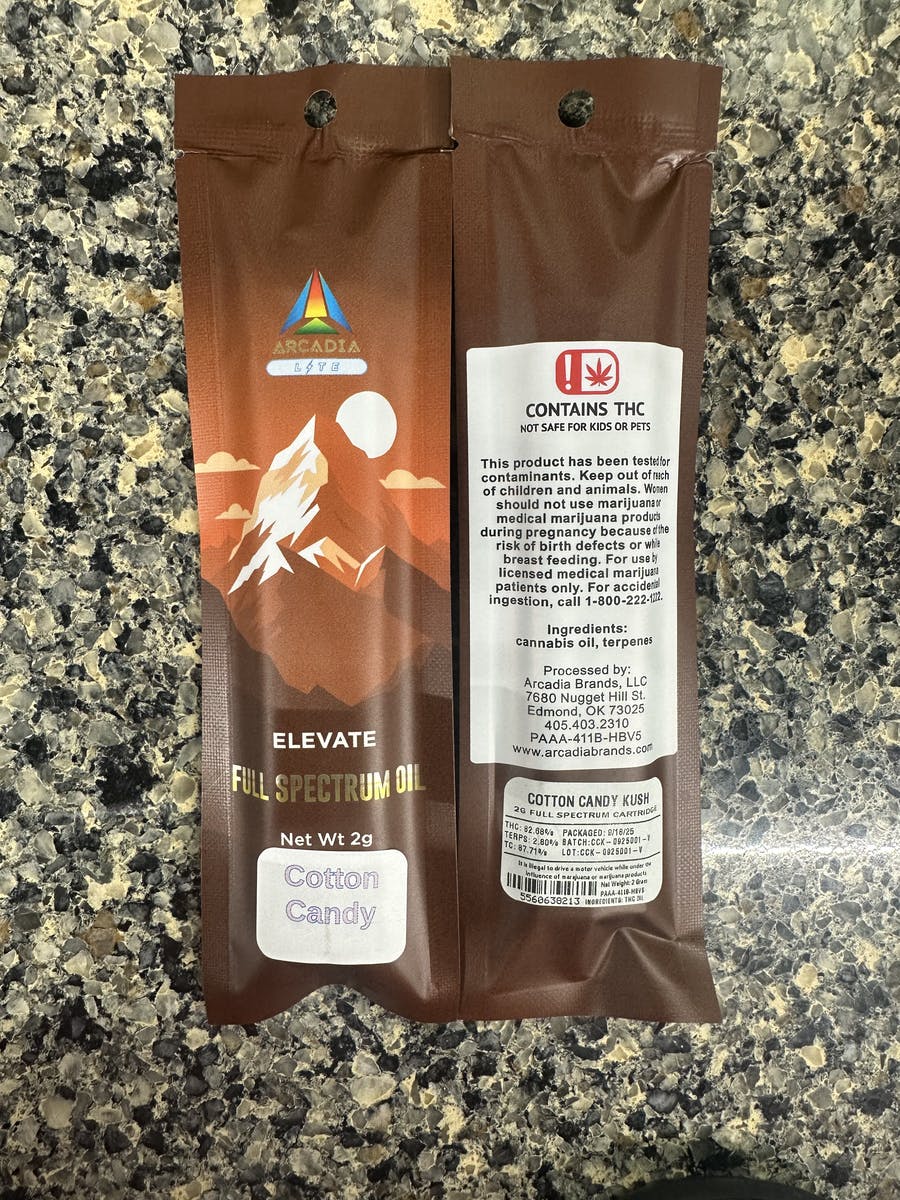 ARCADIA
LITE
ELEVATE
FULL SPECTRUM OIL
Net Wt 2g
Cotton
Candy
!
CONTAINS THC
NOT SAFE FOR KIDS OR PETS
This product has been tested for
contaminants. Keep out of reach
of children and animals. Women
should not use marijuana or
medical marijuana products
during pregnancy because of the
risk of birth defects or while
breast feeding. For use by
licensed medical marijuana
patients only. For accidental
ingestion, call 1-800-222-1222.
Ingredients:
cannabis oil, terpenes
Processed by:
Arcadia Brands, LLC
7680 Nugget Hill St.
Edmond, OK 73025
405.403.2310
PAAA-411B-HBV5
www.arcadiabrands.com
COTTON CANDY KUSH
2G FULL SPECTRUM CARTRIDGE
THC: 82.68% PACKAGED: 9/16/25
TERPS: 2.80% BATCH:CCK-0925001-V
TC: 87.71% LOT:CCK-0925001-V
It is illegal to drive a motor vehicle while under the
influence of marajuana or marajuana products
Net Weight: 2 Gram
PAAA-411B-HBV5
5560638213 INGREDIENTS: THC OIL